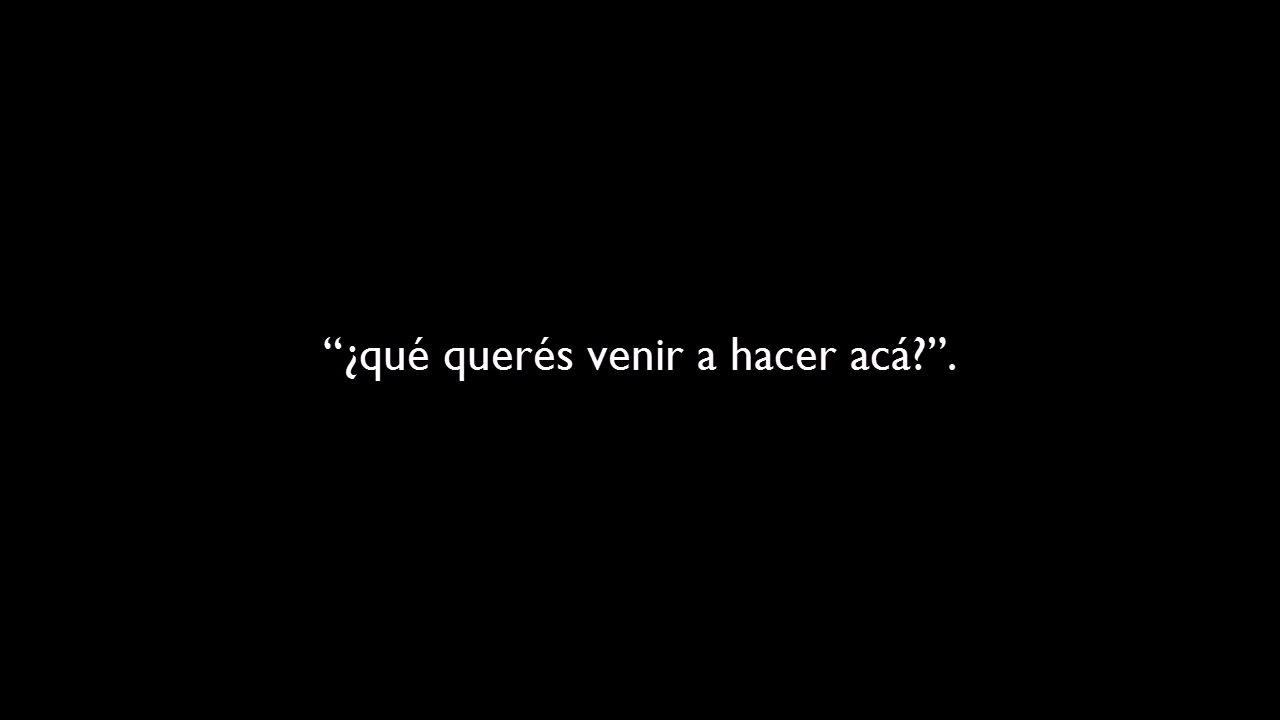 “¿qué querés venir a hacer acá?”.